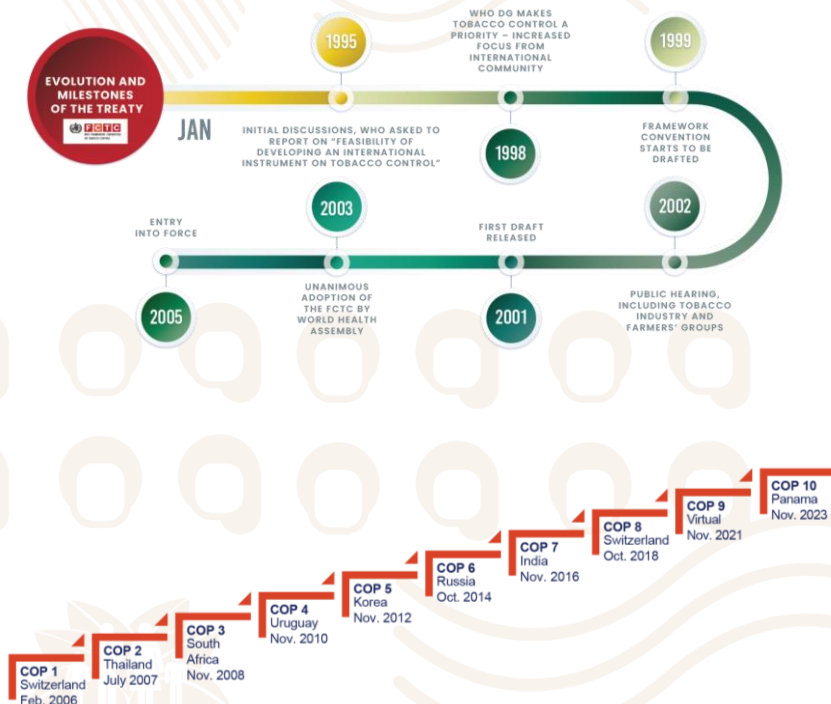 EVOLUTION AND
MILESTONES
OF THE TREATY
FCTC
JAN
1995
INITIAL DISCUSSIONS, WHO ASKED TO
REPORT ON "FEASIBILITY OF
DEVELOPING AN INTERNATIONAL
INSTRUMENT ON TOBACCO CONTROL"
WHO DG MAKES
TOBACCO CONTROL A
PRIORITY – INCREASED
FOCUS FROM
INTERNATIONAL
COMMUNITY
1998
1999
FRAMEWORK
CONVENTION
STARTS TO BE
DRAFTED
2002
PUBLIC HEARING,
INCLUDING TOBACCO
INDUSTRY AND
FARMERS' GROUPS
FIRST DRAFT
RELEASED
2001
2003
UNANIMOUS
ADOPTION OF
THE FCTC BY
WORLD HEALTH
ASSEMBLY
ENTRY
INTO FORCE
2005
COP 1
Switzerland
Feb. 2006
COP 2
Thailand
July 2007
COP 3
South
Africa
Nov. 2008
COP 4
Uruguay
Nov. 2010
COP 5
Korea
Nov. 2012
COP 6
Russia
Oct. 2014
COP 7
India
Nov. 2016
COP 8
Switzerland
Oct. 2018
COP 9
Virtual
Nov. 2021
COP 10
Panama
Nov. 2023